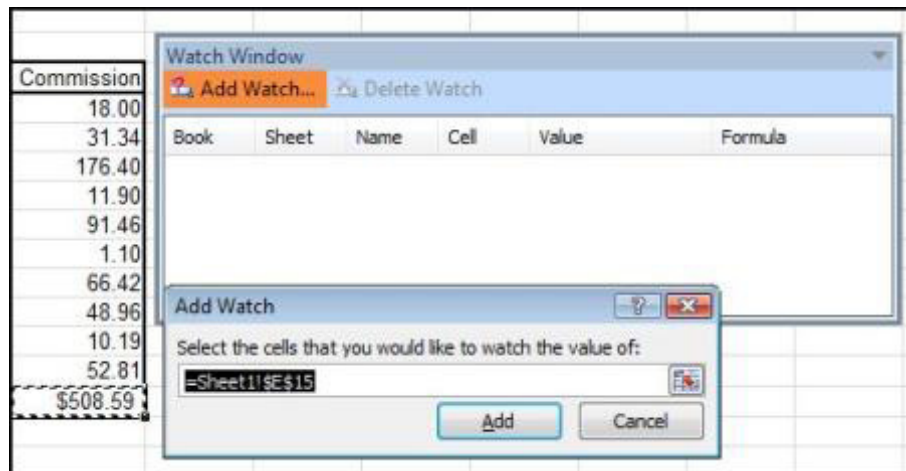 Commission
18.00
31.34
176.40
11.90
91.46
1.10
66.42
48.96
10.19
52.81
$508.59
Watch Window
Add Watch... Delete Watch
Book Sheet Name Cell Value Formula
Add Watch
Select the cells that you would like to watch the value of:
=Sheet1!$E$15
Add Cancel